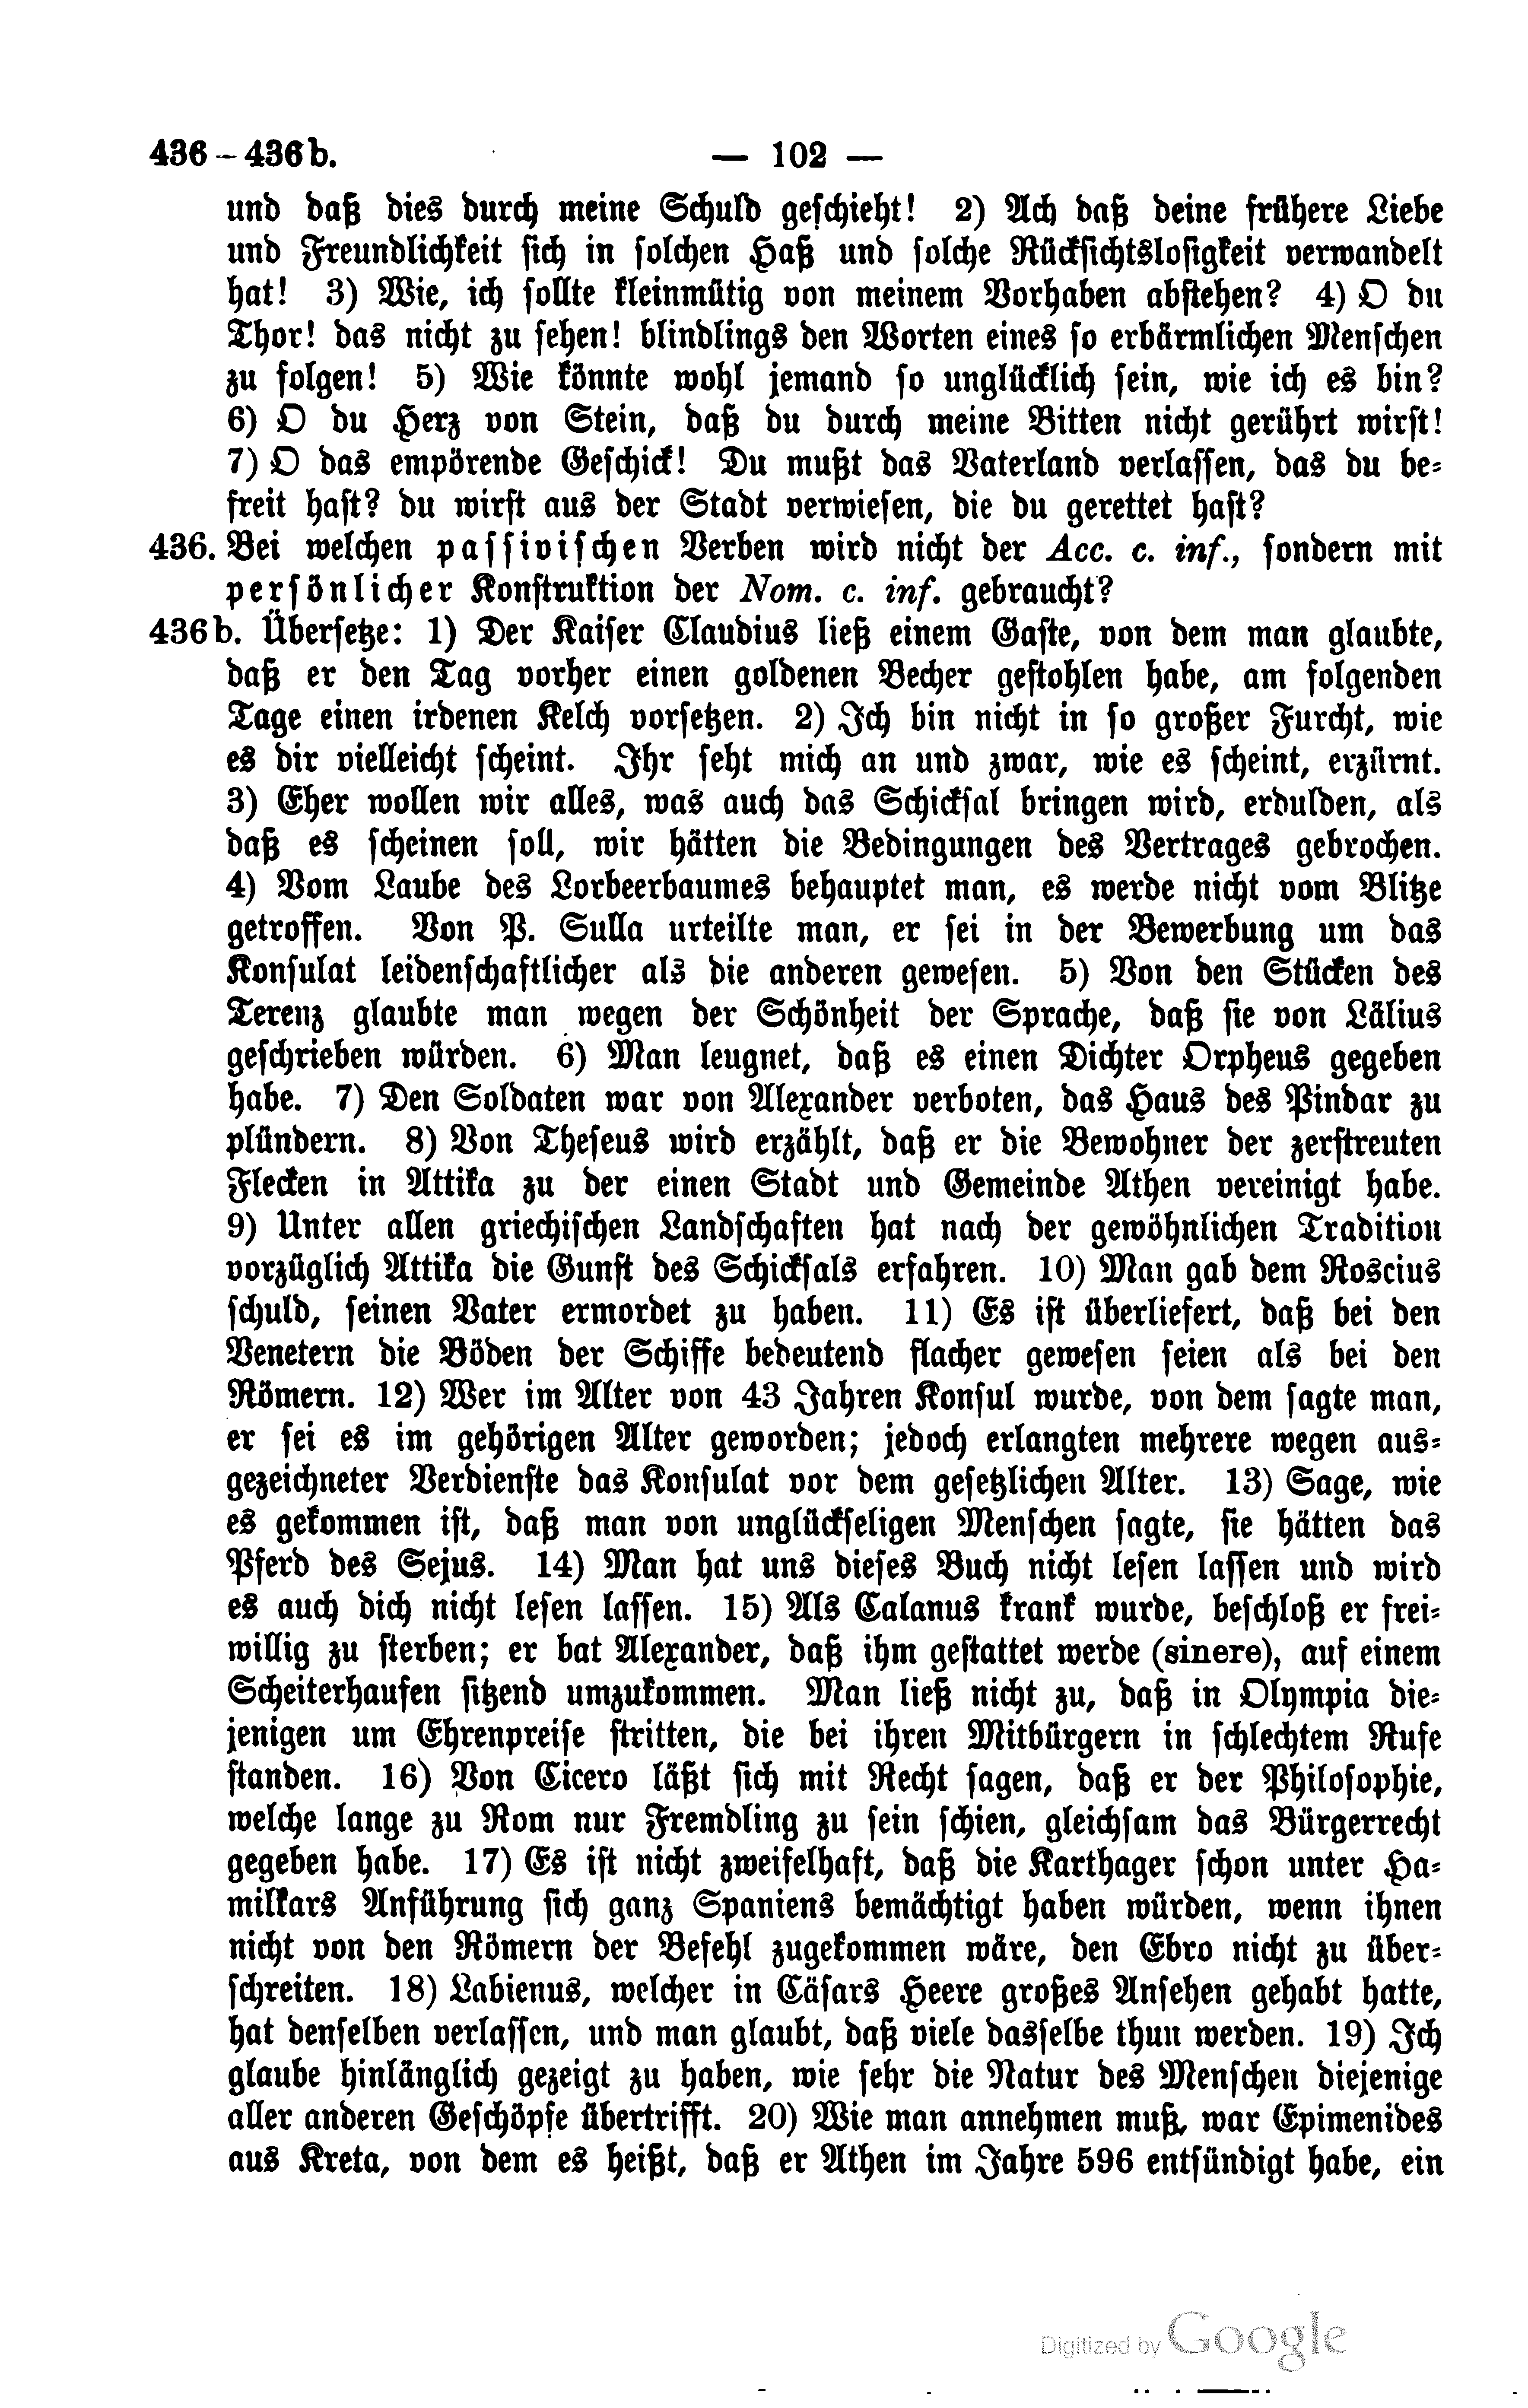 436 – 436b. — 102 —
und daß dies durch meine Schuld geschieht! 2) Ach daß deine frühere Liebe
und Freundlichkeit sich in solchen Haß und solche Rücksichtslosigkeit verwandelt
hat! 3) Wie, ich sollte kleinmütig von meinem Vorhaben abstehen? 4) O du
Thor! das nicht zu sehen! blindlings den Worten eines so erbärmlichen Menschen
zu folgen! 5) Wie könnte wohl jemand so unglücklich sein, wie ich es bin?
6) O du Herz von Stein, daß du durch meine Bitten nicht gerührt wirst!
7) O das empörende Geschick! Du mußt das Vaterland verlassen, das du be-
freit hast? du wirst aus der Stadt verwiesen, die du gerettet hast?
436. Bei welchen passivischen Verben wird nicht der Acc. c. inf., sondern mit
persönlicher Konstruktion der Nom. c. inf. gebraucht?
436b. Übersetze: 1) Der Kaiser Claudius ließ einem Gaste, von dem man glaubte,
daß er den Tag vorher einen goldenen Becher gestohlen habe, am folgenden
Tage einen irdenen Kelch vorsetzen. 2) Ich bin nicht in so großer Furcht, wie
es dir vielleicht scheint. Ihr seht mich an und zwar, wie es scheint, erzürnt.
3) Eher wollen wir alles, was auch das Schicksal bringen wird, erdulden, als
daß es scheinen soll, wir hätten die Bedingungen des Vertrages gebrochen.
4) Vom Laube des Lorbeerbaumes behauptet man, es werde nicht vom Blitze
getroffen. Von P. Sulla urteilte man, er sei in der Bewerbung um das
Konsulat leidenschaftlicher als die anderen gewesen. 5) Von den Stücken des
Terenz glaubte man wegen der Schönheit der Sprache, daß sie von Lälius
geschrieben würden. 6) Man leugnet, daß es einen Dichter Orpheus gegeben
habe. 7) Den Soldaten war von Alexander verboten, das Haus des Pindar zu
plündern. 8) Von Theseus wird erzählt, daß er die Bewohner der zerstreuten
Flecken in Attika zu der einen Stadt und Gemeinde Athen vereinigt habe.
9) Unter allen griechischen Landschaften hat nach der gewöhnlichen Tradition
vorzüglich Attika die Gunst des Schicksals erfahren. 10) Man gab dem Roscius
schuld, seinen Vater ermordet zu haben. 11) Es ist überliefert, daß bei den
Venetern die Böden der Schiffe bedeutend flacher gewesen seien als bei den
Römern. 12) Wer im Alter von 43 Jahren Konsul wurde, von dem sagte man,
er sei es im gehörigen Alter geworden; jedoch erlangten mehrere wegen aus-
gezeichneter Verdienste das Konsulat vor dem gesetzlichen Alter. 13) Sage, wie
es gekommen ist, daß man von unglückseligen Menschen sagte, sie hätten das
Pferd des Sejus. 14) Man hat uns dieses Buch nicht lesen lassen und wird
es auch dich nicht lesen lassen. 15) Als Calanus krank wurde, beschloß er frei-
willig zu sterben; er bat Alexander, daß ihm gestattet werde (sinere), auf einem
Scheiterhaufen sitzend umzukommen. Man ließ nicht zu, daß in Olympia die-
jenigen um Ehrenpreise stritten, die bei ihren Mitbürgern in schlechtem Rufe
standen. 16) Von Cicero läßt sich mit Recht sagen, daß er der Philosophie,
welche lange zu Rom nur Fremdling zu sein schien, gleichsam das Bürgerrecht
gegeben habe. 17) Es ist nicht zweifelhaft, daß die Karthager schon unter Ha-
milkars Anführung sich ganz Spaniens bemächtigt haben würden, wenn ihnen
nicht von den Römern der Befehl zugekommen wäre, den Ebro nicht zu über-
schreiten. 18) Labienus, welcher in Cäsars Heere großes Ansehen gehabt hatte,
hat denselben verlassen, und man glaubt, daß viele dasselbe thun werden. 19) Ich
glaube hinlänglich gezeigt zu haben, wie sehr die Natur des Menschen diejenige
aller anderen Geschöpfe übertrifft. 20) Wie man annehmen muß, war Epimenides
aus Kreta, von dem es heißt, daß er Athen im Jahre 596 entsündigt habe, ein
Digitized by Google